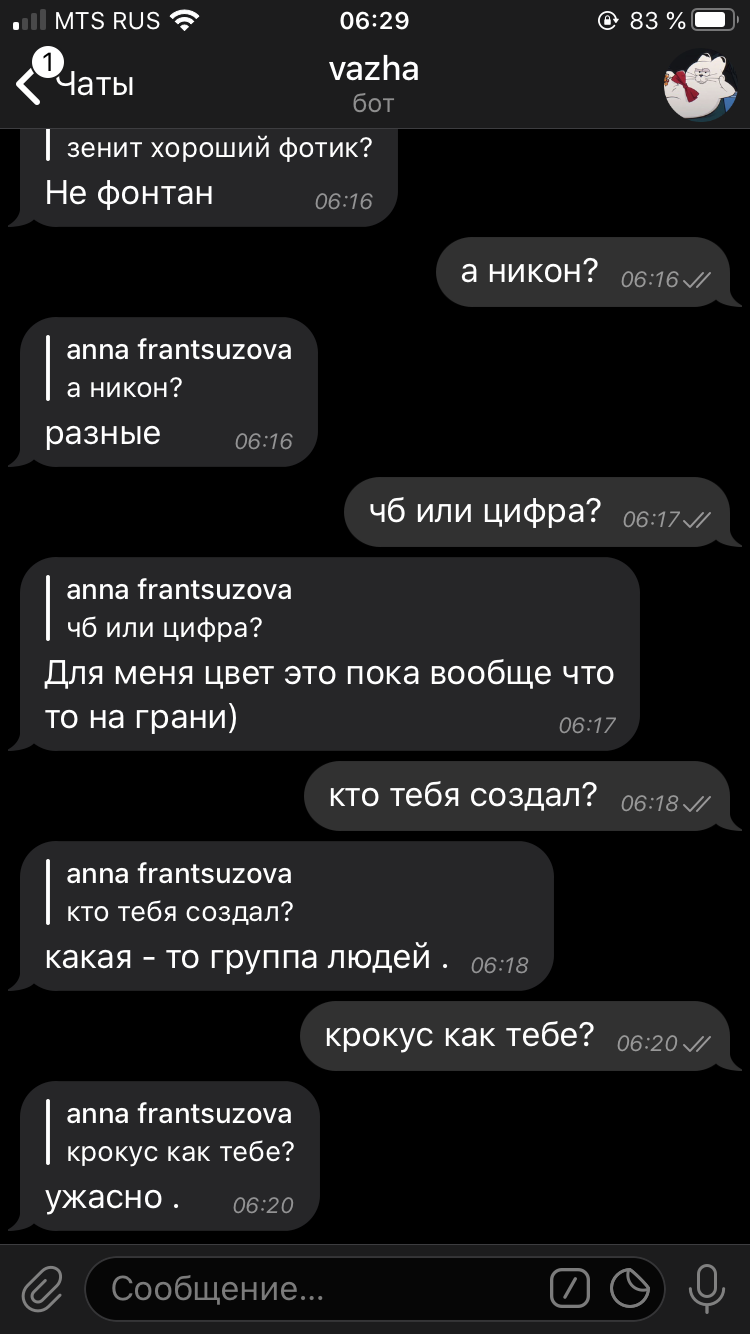 MTS RUS 06:29 83 %
1
Чаты
vazha
бот
зенит хороший фотик?
Не фонтан 06:16
а никон? 06:16
anna frantsuzova
а никон?
разные 06:16
чб или цифра? 06:17
anna frantsuzova
чб или цифра?
Для меня цвет это пока вообще что
то на грани) 06:17
кто тебя создал? 06:18
anna frantsuzova
кто тебя создал?
какая - то группа людей . 06:18
крокус как тебе? 06:20
anna frantsuzova
крокус как тебе?
ужасно . 06:20
Сообщение...